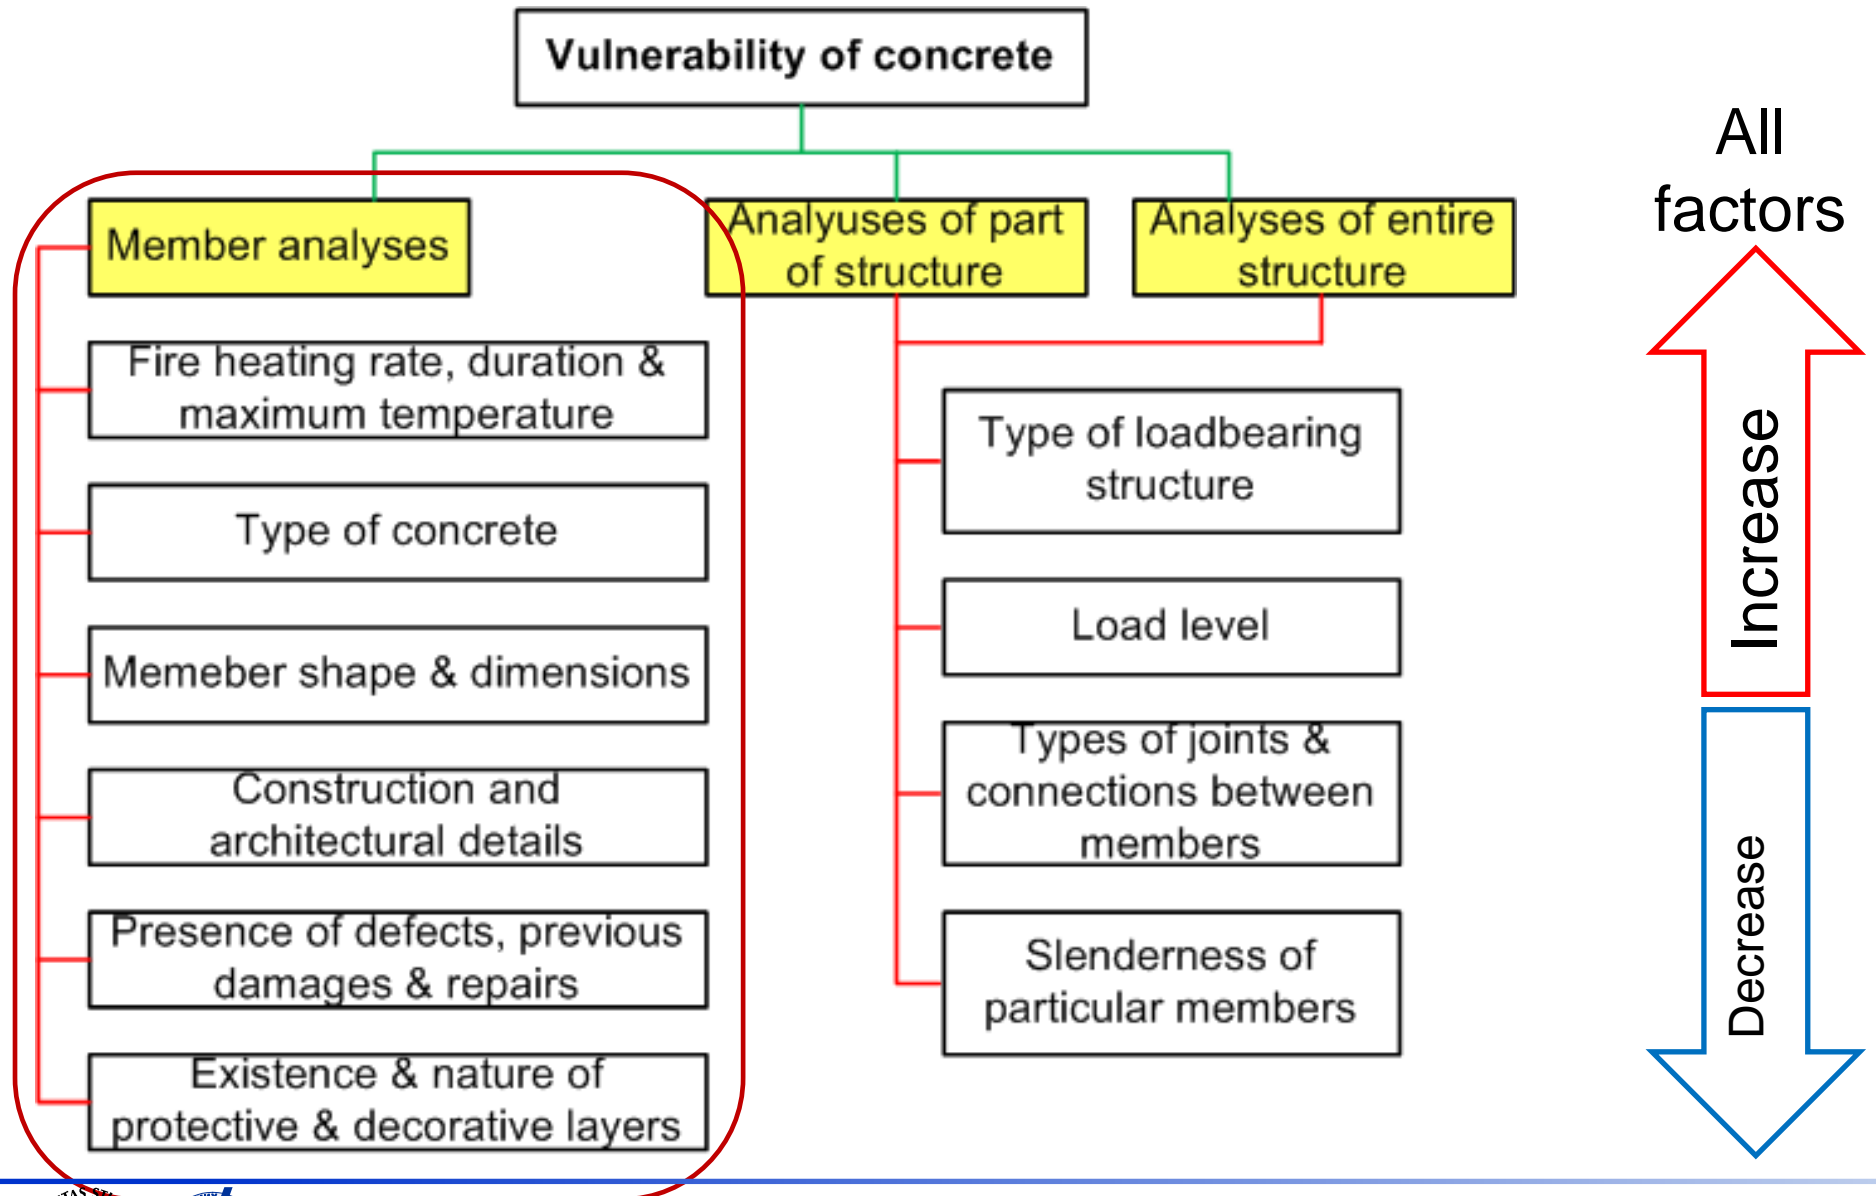 Vulnerability of concrete
Member analyses
Fire heating rate, duration &
maximum temperature
Type of concrete
Memeber shape & dimensions
Construction and
architectural details
Presence of defects, previous
damages & repairs
Existence & nature of
protective & decorative layers
Analyuses of part
of structure
Analyses of entire
structure
Type of loadbearing
structure
Load level
Types of joints &
connections between
members
Slenderness of
particular members
All
factors
Increase
Decrease